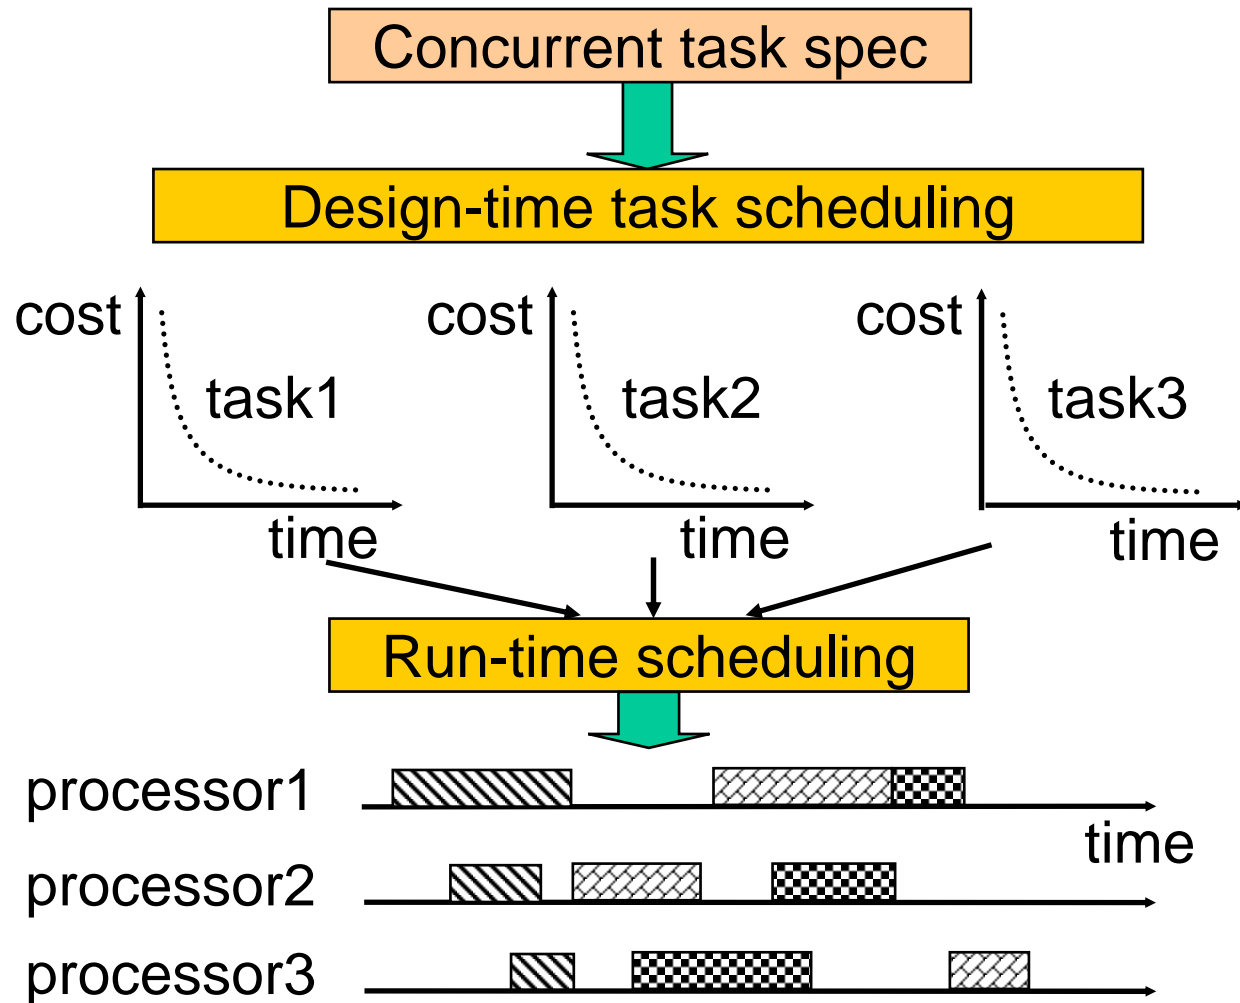 Concurrent task spec
Design-time task scheduling
cost
cost
cost
task1
task2
task3
time
time
time
Run-time scheduling
processor1
time
processor2
processor3